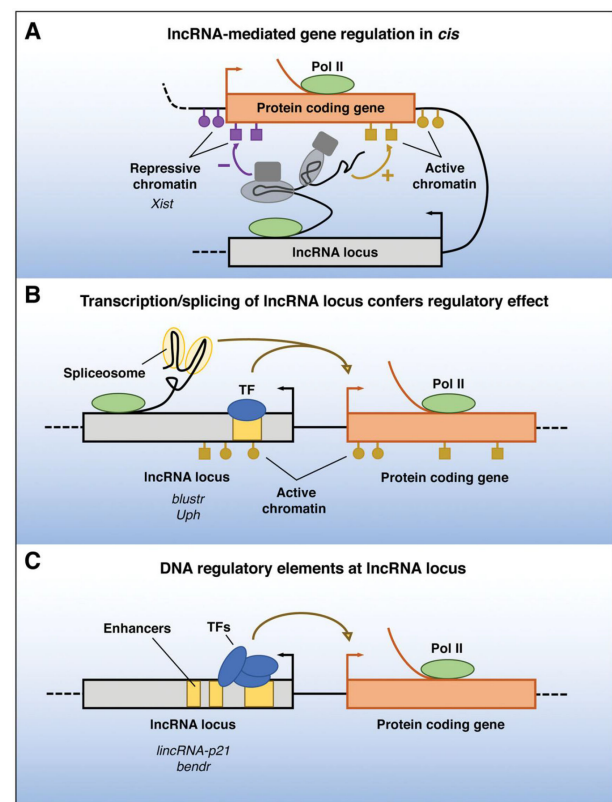 A
lncRNA-mediated gene regulation in cis
Pol II
Protein coding gene
Repressive
chromatin
Xist
−
+
Active
chromatin
lncRNA locus
B
Transcription/splicing of lncRNA locus confers regulatory effect
Spliceosome
TF
Pol II
lncRNA locus
blustr
Uph
Active
chromatin
Protein coding gene
C
DNA regulatory elements at lncRNA locus
Enhancers
TFs
Pol II
lncRNA locus
lincRNA-p21
bendr
Protein coding gene